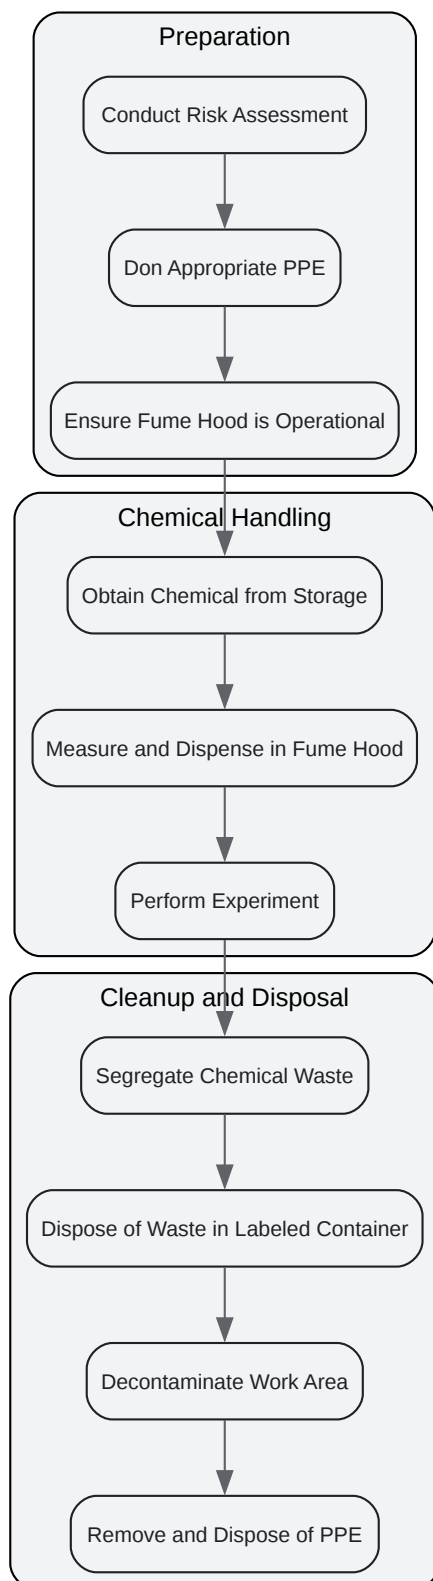 Preparation
Conduct Risk Assessment
Don Appropriate PPE
Ensure Fume Hood is Operational
Chemical Handling
Obtain Chemical from Storage
Measure and Dispense in Fume Hood
Perform Experiment
Cleanup and Disposal
Segregate Chemical Waste
Dispose of Waste in Labeled Container
Decontaminate Work Area
Remove and Dispose of PPE